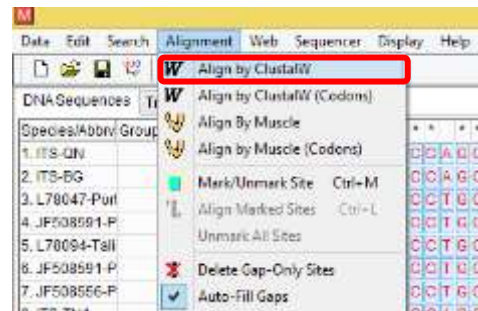 M
Data Edit Search Alignment Web Sequencer Display Help
W Align by ClustalW
DNA Sequences
W Align by ClustalW (Codons)
Species/Abbrv Group
Align By Muscle
1. ITS-QN
Align by Muscle (Codons)
C C A G C
2. ITS-BG
C C A G C
3. L78047-Port
Mark/Unmark Site Ctrl+M
C C T G C
4. JF508591-P
Align Marked Sites Ctrl+L
C C T G C
5. L78094-Tali
Unmark All Sites
C C T G C
6. JF508591-P
Delete Gap-Only Sites
C C T G C
7. JF508556-P
Auto-Fill Gaps
C C T G C